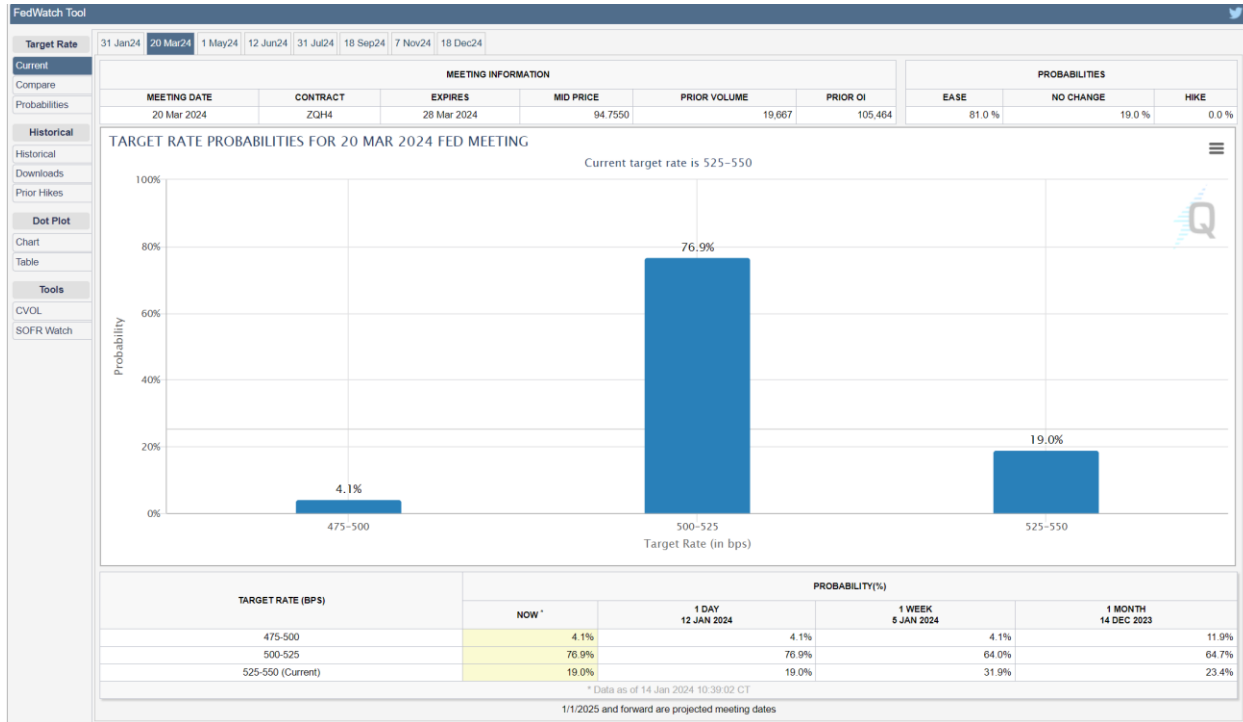 FedWatch Tool
Target Rate
Current
Compare
Probabilities
Historical
Historical
Downloads
Prior Hikes
Dot Plot
Chart
Table
Tools
CVOL
SOFR Watch
31 Jan24 20 Mar24 1 May24 12 Jun24 31 Jul24 18 Sep24 7 Nov24 18 Dec24
MEETING INFORMATION PROBABILITIES
MEETING DATE CONTRACT EXPIRES MID PRICE PRIOR VOLUME PRIOR OI EASE NO CHANGE HIKE
20 Mar 2024 ZQH4 28 Mar 2024 94.7550 19,667 105,464 81.0 % 19.0 % 0.0 %
TARGET RATE PROBABILITIES FOR 20 MAR 2024 FED MEETING
Current target rate is 525-550
Q
Probability
100%
80%
60%
40%
20%
0%
4.1%
76.9%
19.0%
475-500 500-525 525-550
Target Rate (in bps)
TARGET RATE (BPS) PROBABILITY(%)
NOW * 1 DAY 12 JAN 2024 1 WEEK 5 JAN 2024 1 MONTH 14 DEC 2023
475-500 4.1% 4.1% 4.1% 11.9%
500-525 76.9% 76.9% 64.0% 64.7%
525-550 (Current) 19.0% 19.0% 31.9% 23.4%
* Data as of 14 Jan 2024 10:39:02 CT
1/1/2025 and forward are projected meeting dates